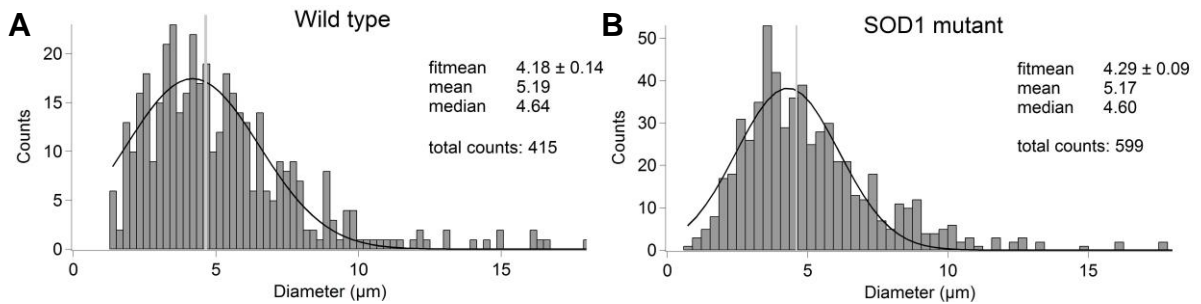 A
Wild type
fitmean 4.18 ± 0.14
mean 5.19
median 4.64
total counts: 415
Counts
20
15
10
5
0
0 5 10 15
Diameter (µm)
B
SOD1 mutant
fitmean 4.29 ± 0.09
mean 5.17
median 4.60
total counts: 599
Counts
50
40
30
20
10
0
0 5 10 15
Diameter (µm)